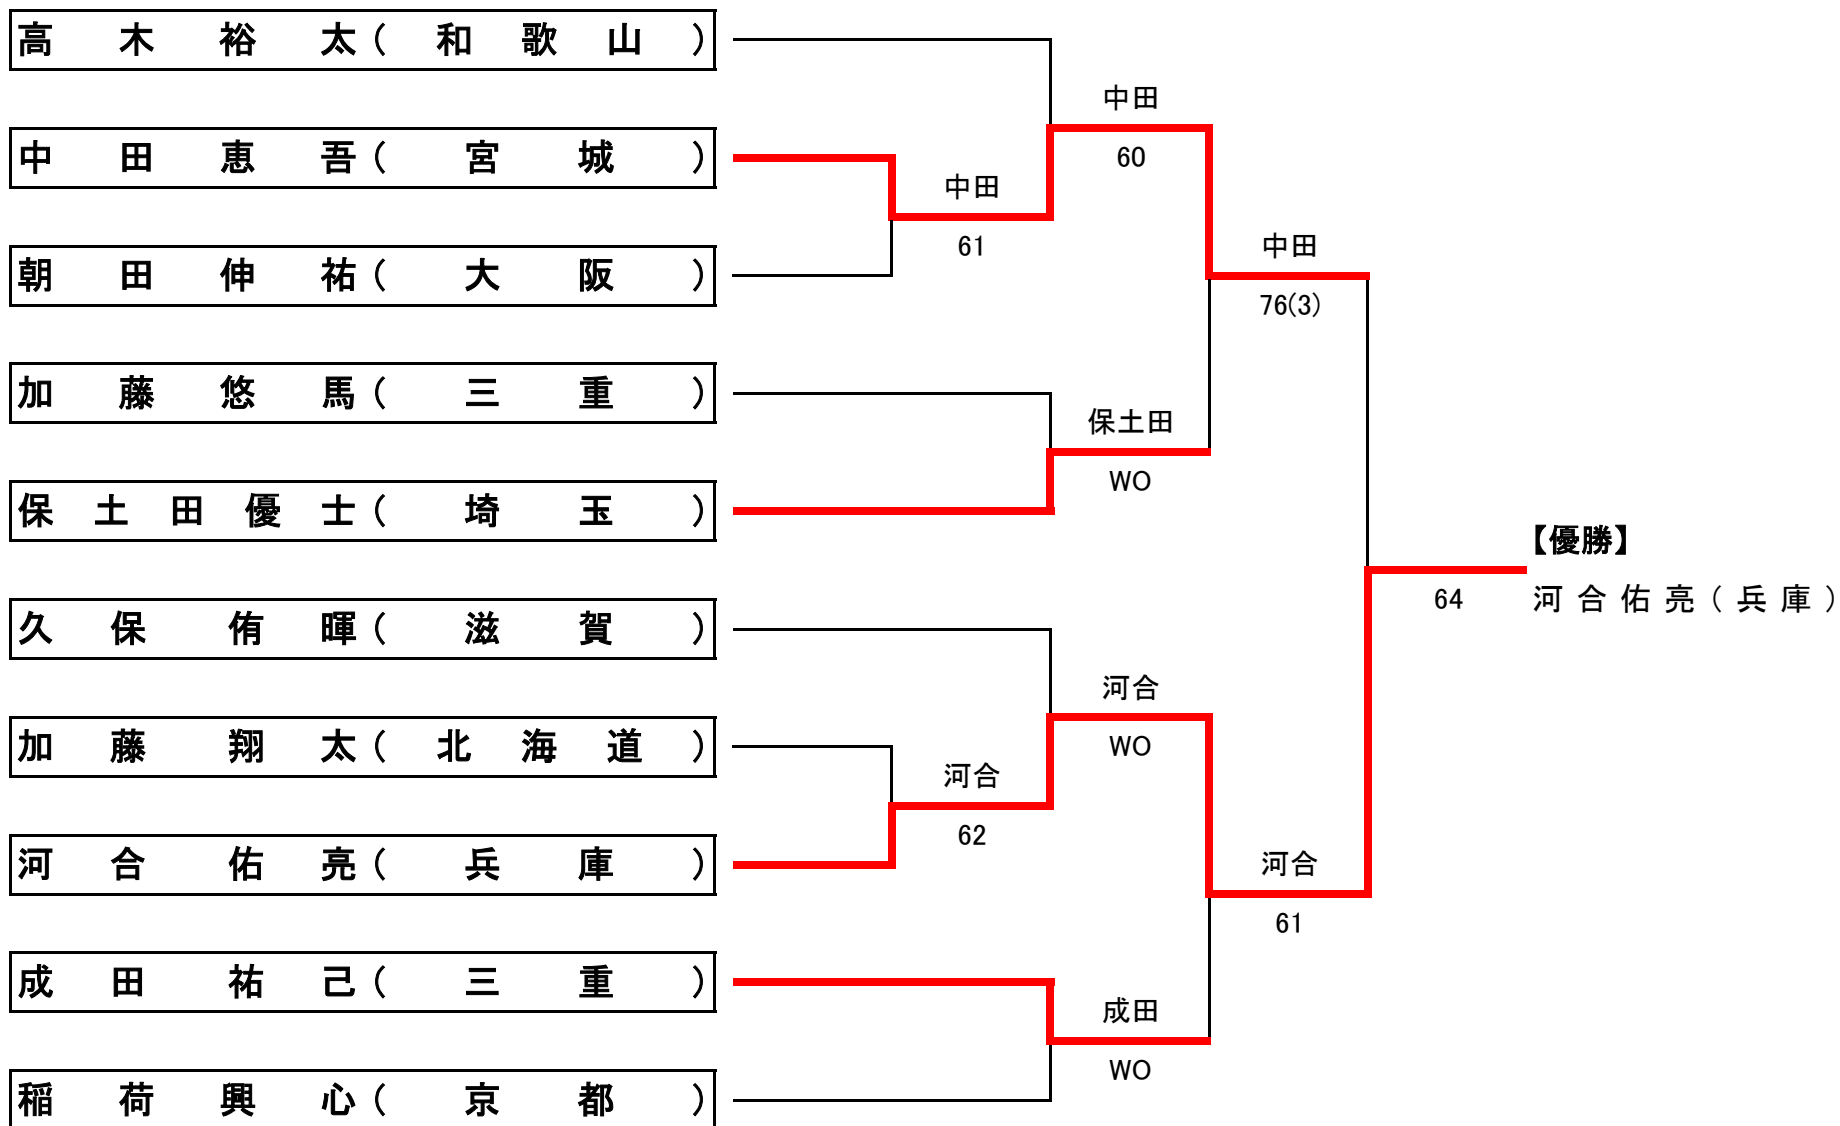 高木裕太(和歌山)
中田
中田恵吾(宮城)
60
中田
朝田伸祐(大阪)
61
中田
76(3)
加藤悠馬(三重)
保土田
WO
保土田優士(埼玉)
【優勝】
64
河合佑亮(兵庫)
久保侑暉(滋賀)
河合
加藤翔太(北海道)
WO
河合
62
河合佑亮(兵庫)
河合
61
成田祐己(三重)
成田
WO
稲荷興心(京都)